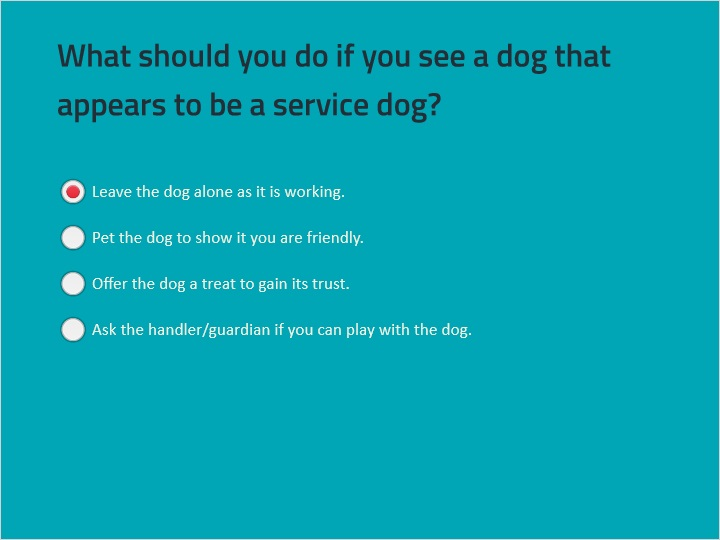 What should you do if you see a dog that
appears to be a service dog?
Leave the dog alone as it is working.
Pet the dog to show it you are friendly.
Offer the dog a treat to gain its trust.
Ask the handler/guardian if you can play with the dog.